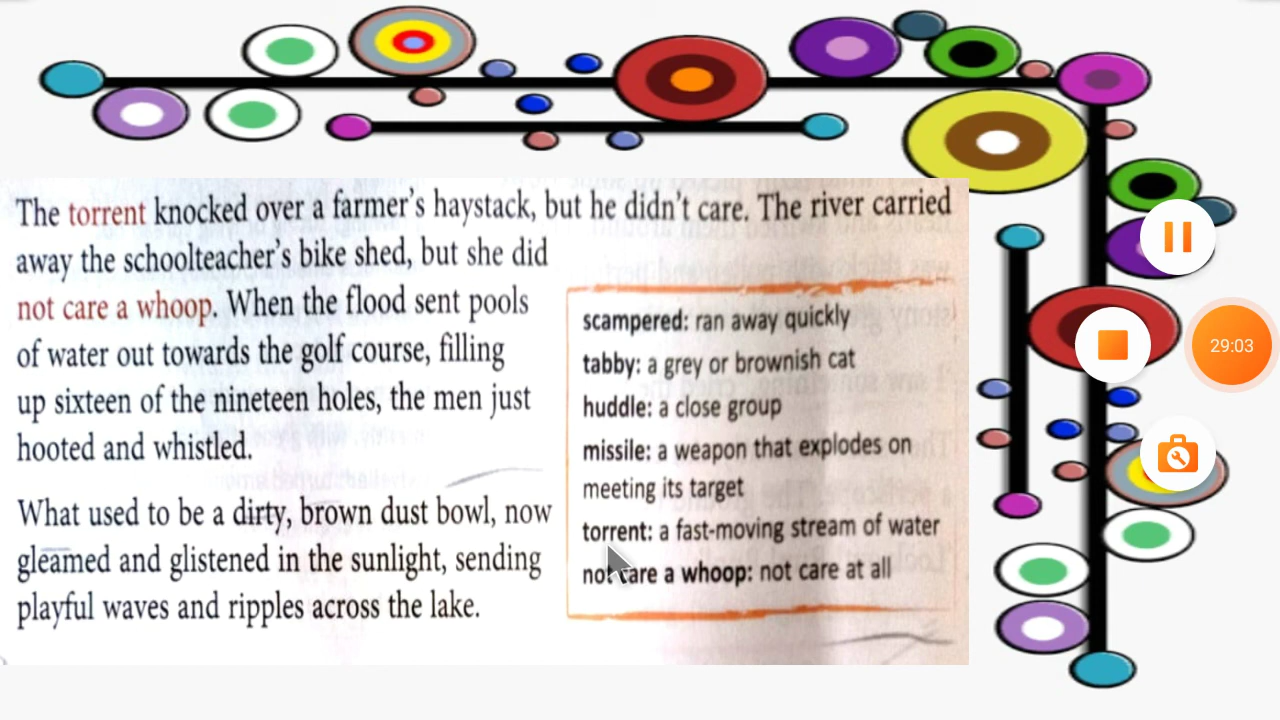 The torrent knocked over a farmer's haystack, but he didn't care. The river carried
away the schoolteacher's bike shed, but she did
not care a whoop. When the flood sent pools
of water out towards the golf course, filling
up sixteen of the nineteen holes, the men just
hooted and whistled.
What used to be a dirty, brown dust bowl, now
gleamed and glistened in the sunlight, sending
playful waves and ripples across the lake.
scampered: ran away quickly
tabby: a grey or brownish cat
huddle: a close group
missile: a weapon that explodes on
meeting its target
torrent: a fast-moving stream of water
not care a whoop: not care at all
29:03